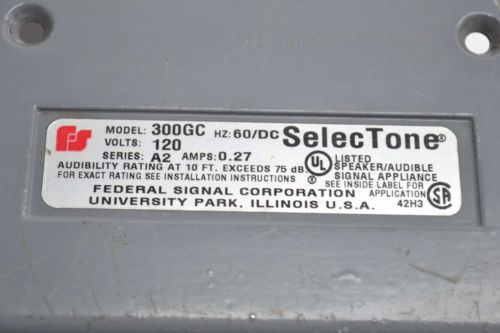 MODEL: 300GC HZ: 60/DC SelecTone®
VOLTS: 120
SERIES: A2 AMPS: 0.27
AUDIBILITY RATING AT 10 FT. EXCEEDS 75 dB
FOR EXACT RATING SEE INSTALLATION INSTRUCTIONS
UL® LISTED
SPEAKER/AUDIBLE
SIGNAL APPLIANCE
SEE INSIDE LABEL FOR
APPLICATION
FEDERAL SIGNAL CORPORATION
UNIVERSITY PARK, ILLINOIS U.S.A.
42H3
SA®